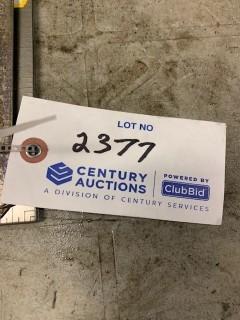 LOT NO
2377
CENTURY
AUCTIONS
POWERED BY
ClubBid
A DIVISION OF CENTURY SERVICES